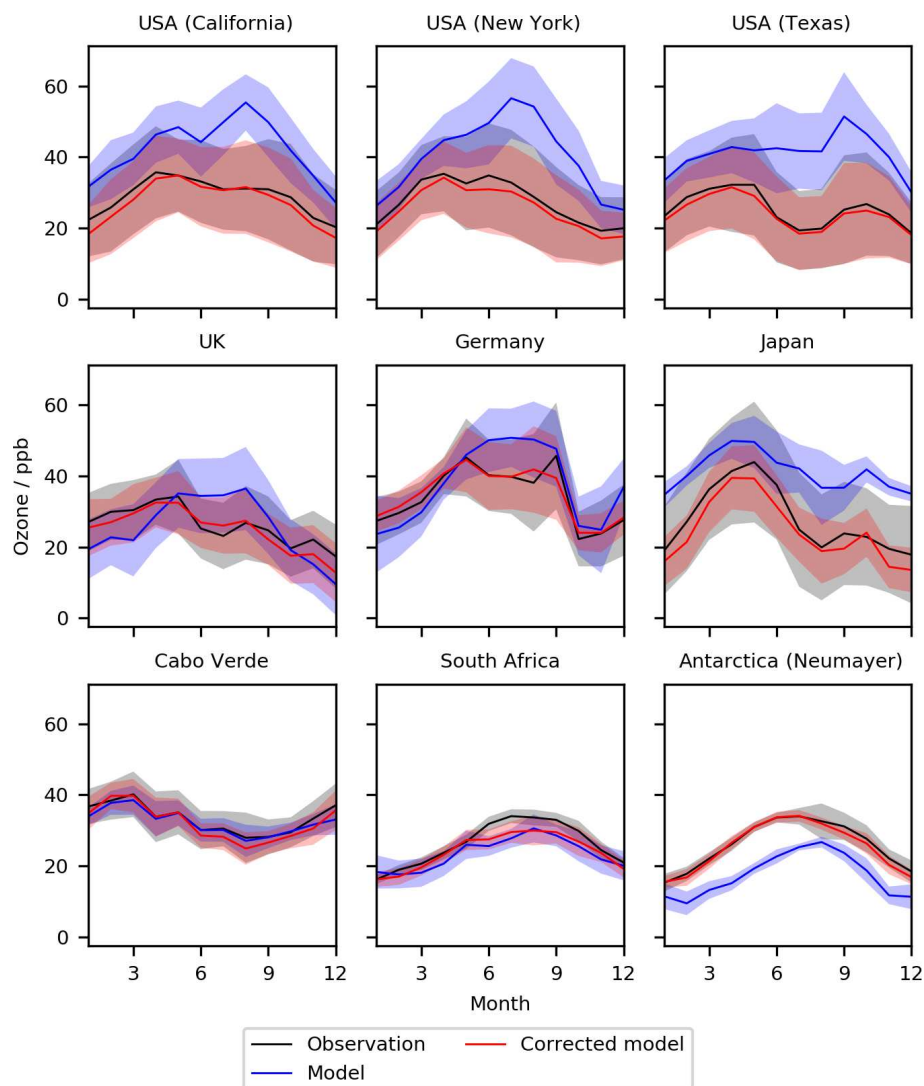 USA (California) USA (New York) USA (Texas)
60
40
20
0
UK Germany Japan
60
40
20
0
Ozone / ppb
Cabo Verde South Africa Antarctica (Neumayer)
60
40
20
0
3 6 9 12 3 6 9 12 3 6 9 12
Month
Observation Corrected model
Model